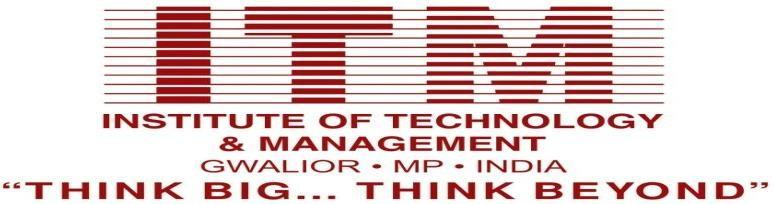 ITM
INSTITUTE OF TECHNOLOGY
& MANAGEMENT
GWALIOR • MP • INDIA
“THINK BIG... THINK BEYOND”